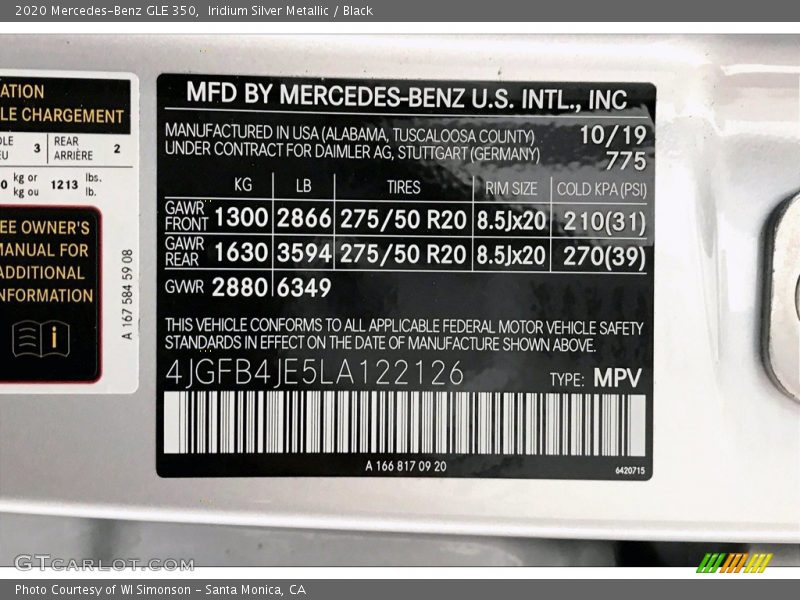 2020 Mercedes-Benz GLE 350, Iridium Silver Metallic / Black
ATION
LE CHARGEMENT
3 REAR ARRIÈRE 2
0 kg or kg ou 1213 lbs. lb.
EE OWNER'S
MANUAL FOR
ADDITIONAL
NFORMATION
A 167 584 59 08
MFD BY MERCEDES-BENZ U.S. INTL., INC
MANUFACTURED IN USA (ALABAMA, TUSCALOOSA COUNTY) 10/19
UNDER CONTRACT FOR DAIMLER AG, STUTTGART (GERMANY) 775
KG LB TIRES RIM SIZE COLD KPA (PSI)
GAWR FRONT 1300 2866 275/50 R20 8.5Jx20 210(31)
GAWR REAR 1630 3594 275/50 R20 8.5Jx20 270(39)
GVWR 2880 6349
THIS VEHICLE CONFORMS TO ALL APPLICABLE FEDERAL MOTOR VEHICLE SAFETY
STANDARDS IN EFFECT ON THE DATE OF MANUFACTURE SHOWN ABOVE.
4JGFB4JE5LA122126 TYPE: MPV
A 166 817 09 20 6420715
GTCARLOT.COM
Photo Courtesy of WI Simonson - Santa Monica, CA